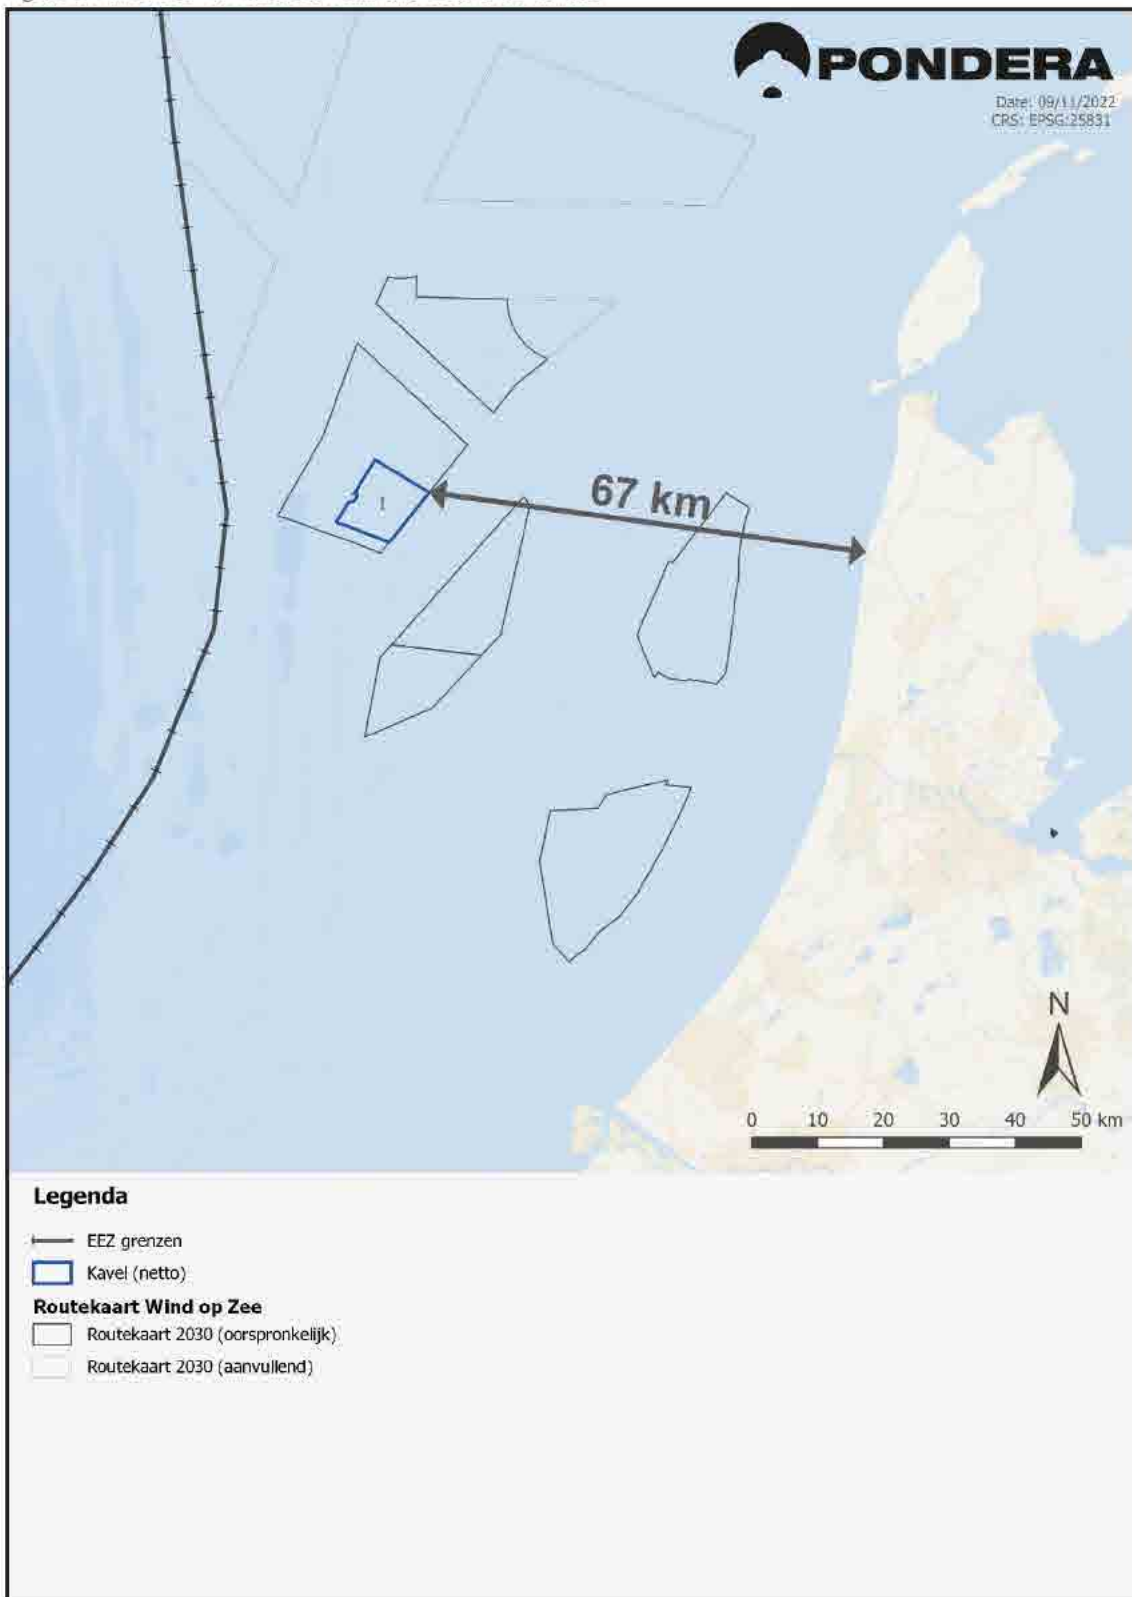 PONDERA
Date: 09/11/2022
CRS: EPSG:25831
67 km
I
N
0 10 20 30 40 50 km
Legenda
EEZ grenzen
Kavel (netto)
Routekaart Wind op Zee
Routekaart 2030 (oorspronkelijk)
Routekaart 2030 (aanvullend)